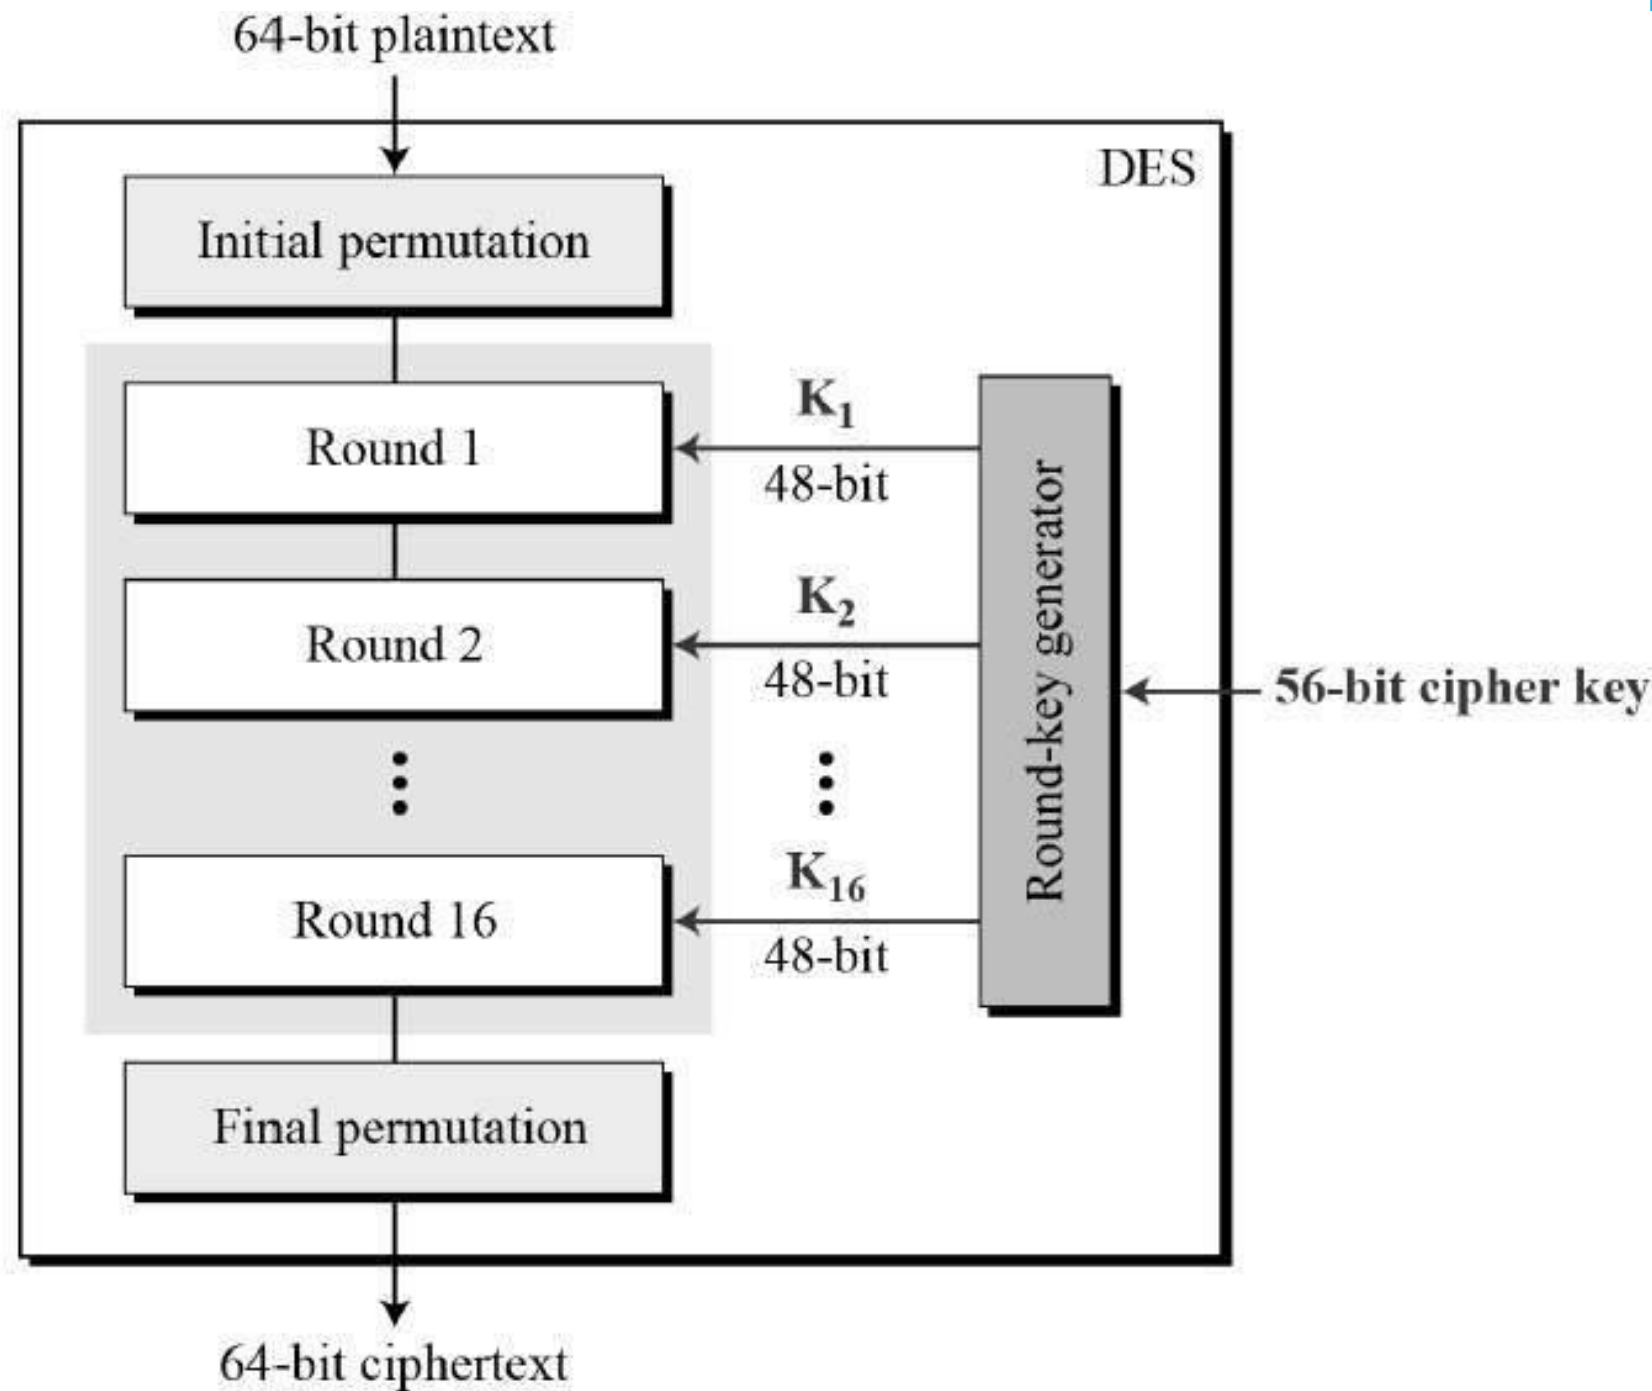 64-bit plaintext
DES
Initial permutation
Round 1
K₁
48-bit
Round 2
K₂
48-bit
Round-key generator
56-bit cipher key
Round 16
K₁₆
48-bit
Final permutation
64-bit ciphertext